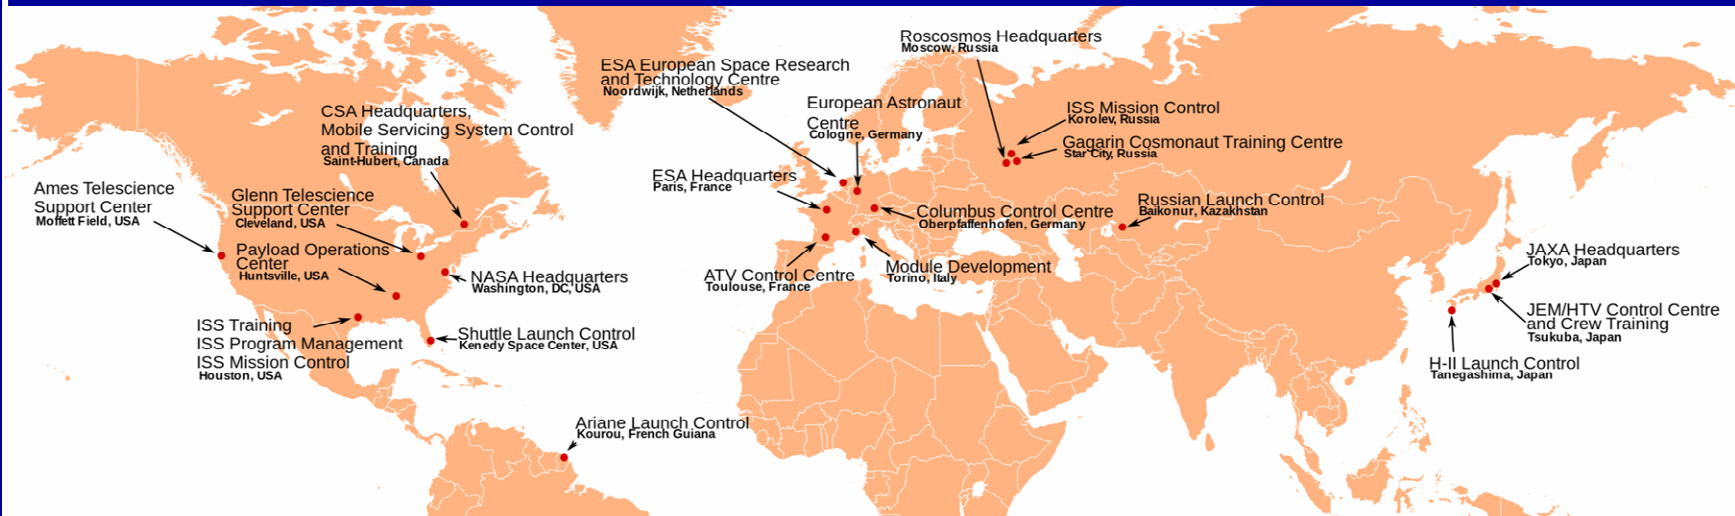 Roscosmos Headquarters
Moscow, Russia
ESA European Space Research
and Technology Centre
Noordwijk, Netherlands
European Astronaut
Centre
Cologne, Germany
CSA Headquarters,
Mobile Servicing System Control
and Training
Saint-Hubert, Canada
ISS Mission Control
Korolev, Russia
Gagarin Cosmonaut Training Centre
Star City, Russia
ESA Headquarters
Paris, France
Ames Telescience
Support Center
Moffett Field, USA
Glenn Telescience
Support Center
Cleveland, USA
Columbus Control Centre
Oberpfaffenhofen, Germany
Russian Launch Control
Baikonur, Kazakhstan
Payload Operations
Center
Huntsville, USA
NASA Headquarters
Washington, DC, USA
ATV Control Centre
Toulouse, France
Module Development
Torino, Italy
JAXA Headquarters
Tokyo, Japan
JEM/HTV Control Centre
and Crew Training
Tsukuba, Japan
ISS Training
ISS Program Management
ISS Mission Control
Houston, USA
Shuttle Launch Control
Kenedy Space Center, USA
H-II Launch Control
Tanegashima, Japan
Ariane Launch Control
Kourou, French Guiana